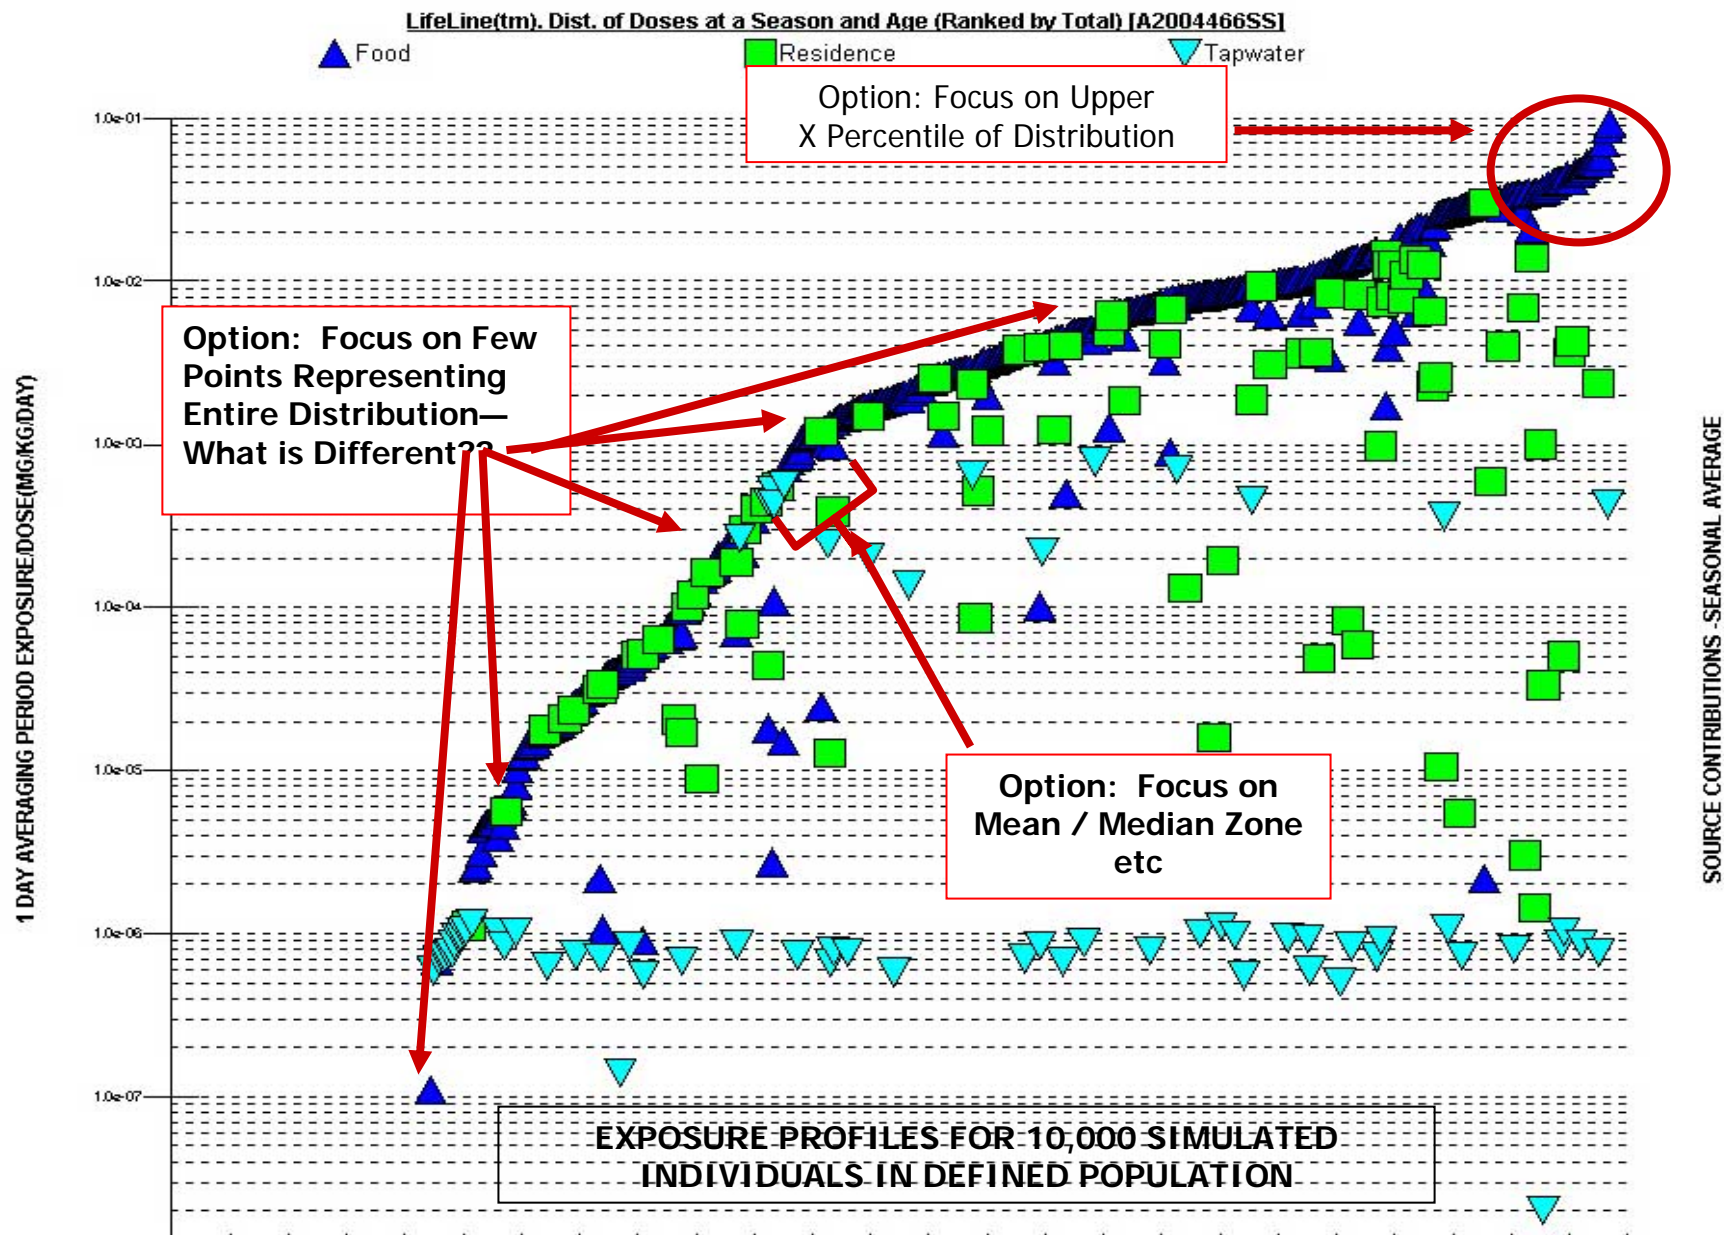 LifeLine(tm). Dist. of Doses at a Season and Age (Ranked by Total) [A2004466SS]
Food
Residence
Tapwater
Option: Focus on Upper
X Percentile of Distribution
1.0e-01
1.0e-02
Option: Focus on Few
Points Representing
Entire Distribution—
What is Different??
1.0e-03
1.0e-04
1.0e-05
Option: Focus on
Mean / Median Zone
etc
1.0e-06
1.0e-07
EXPOSURE PROFILES FOR 10,000 SIMULATED
INDIVIDUALS IN DEFINED POPULATION
1 DAY AVERAGING PERIOD EXPOSURE/DOSE(MG/KG/DAY)
SOURCE CONTRIBUTIONS -SEASONAL AVERAGE